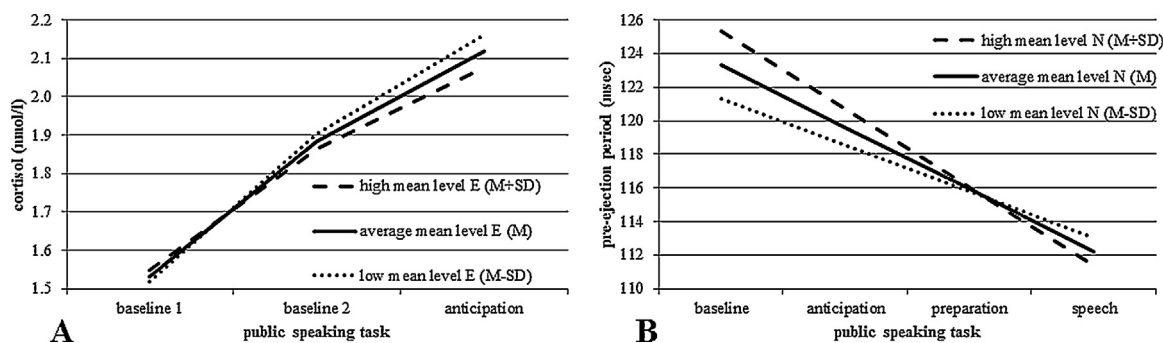 2.2
2.1
2.0
1.9
1.8
1.7
1.6
1.5
cortisol (nmol/l)
high mean level E (M+SD)
average mean level E (M)
low mean level E (M-SD)
baseline 1 baseline 2 anticipation
public speaking task
A
126
124
122
120
118
116
114
112
110
pre-ejection period (msec)
high mean level N (M+SD)
average mean level N (M)
low mean level N (M-SD)
baseline anticipation preparation speech
public speaking task
B